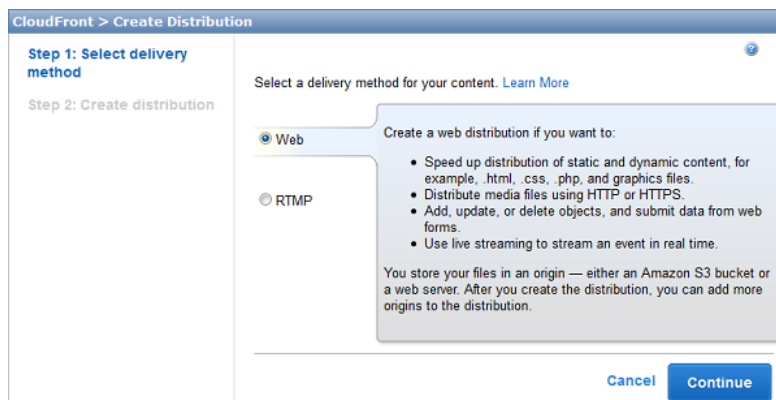 CloudFront > Create Distribution
Step 1: Select delivery
method
Step 2: Create distribution
Select a delivery method for your content. Learn More
Web
RTMP
Create a web distribution if you want to:
• Speed up distribution of static and dynamic content, for
example, .html, .css, .php, and graphics files.
• Distribute media files using HTTP or HTTPS.
• Add, update, or delete objects, and submit data from web
forms.
• Use live streaming to stream an event in real time.
You store your files in an origin — either an Amazon S3 bucket or
a web server. After you create the distribution, you can add more
origins to the distribution.
Cancel
Continue